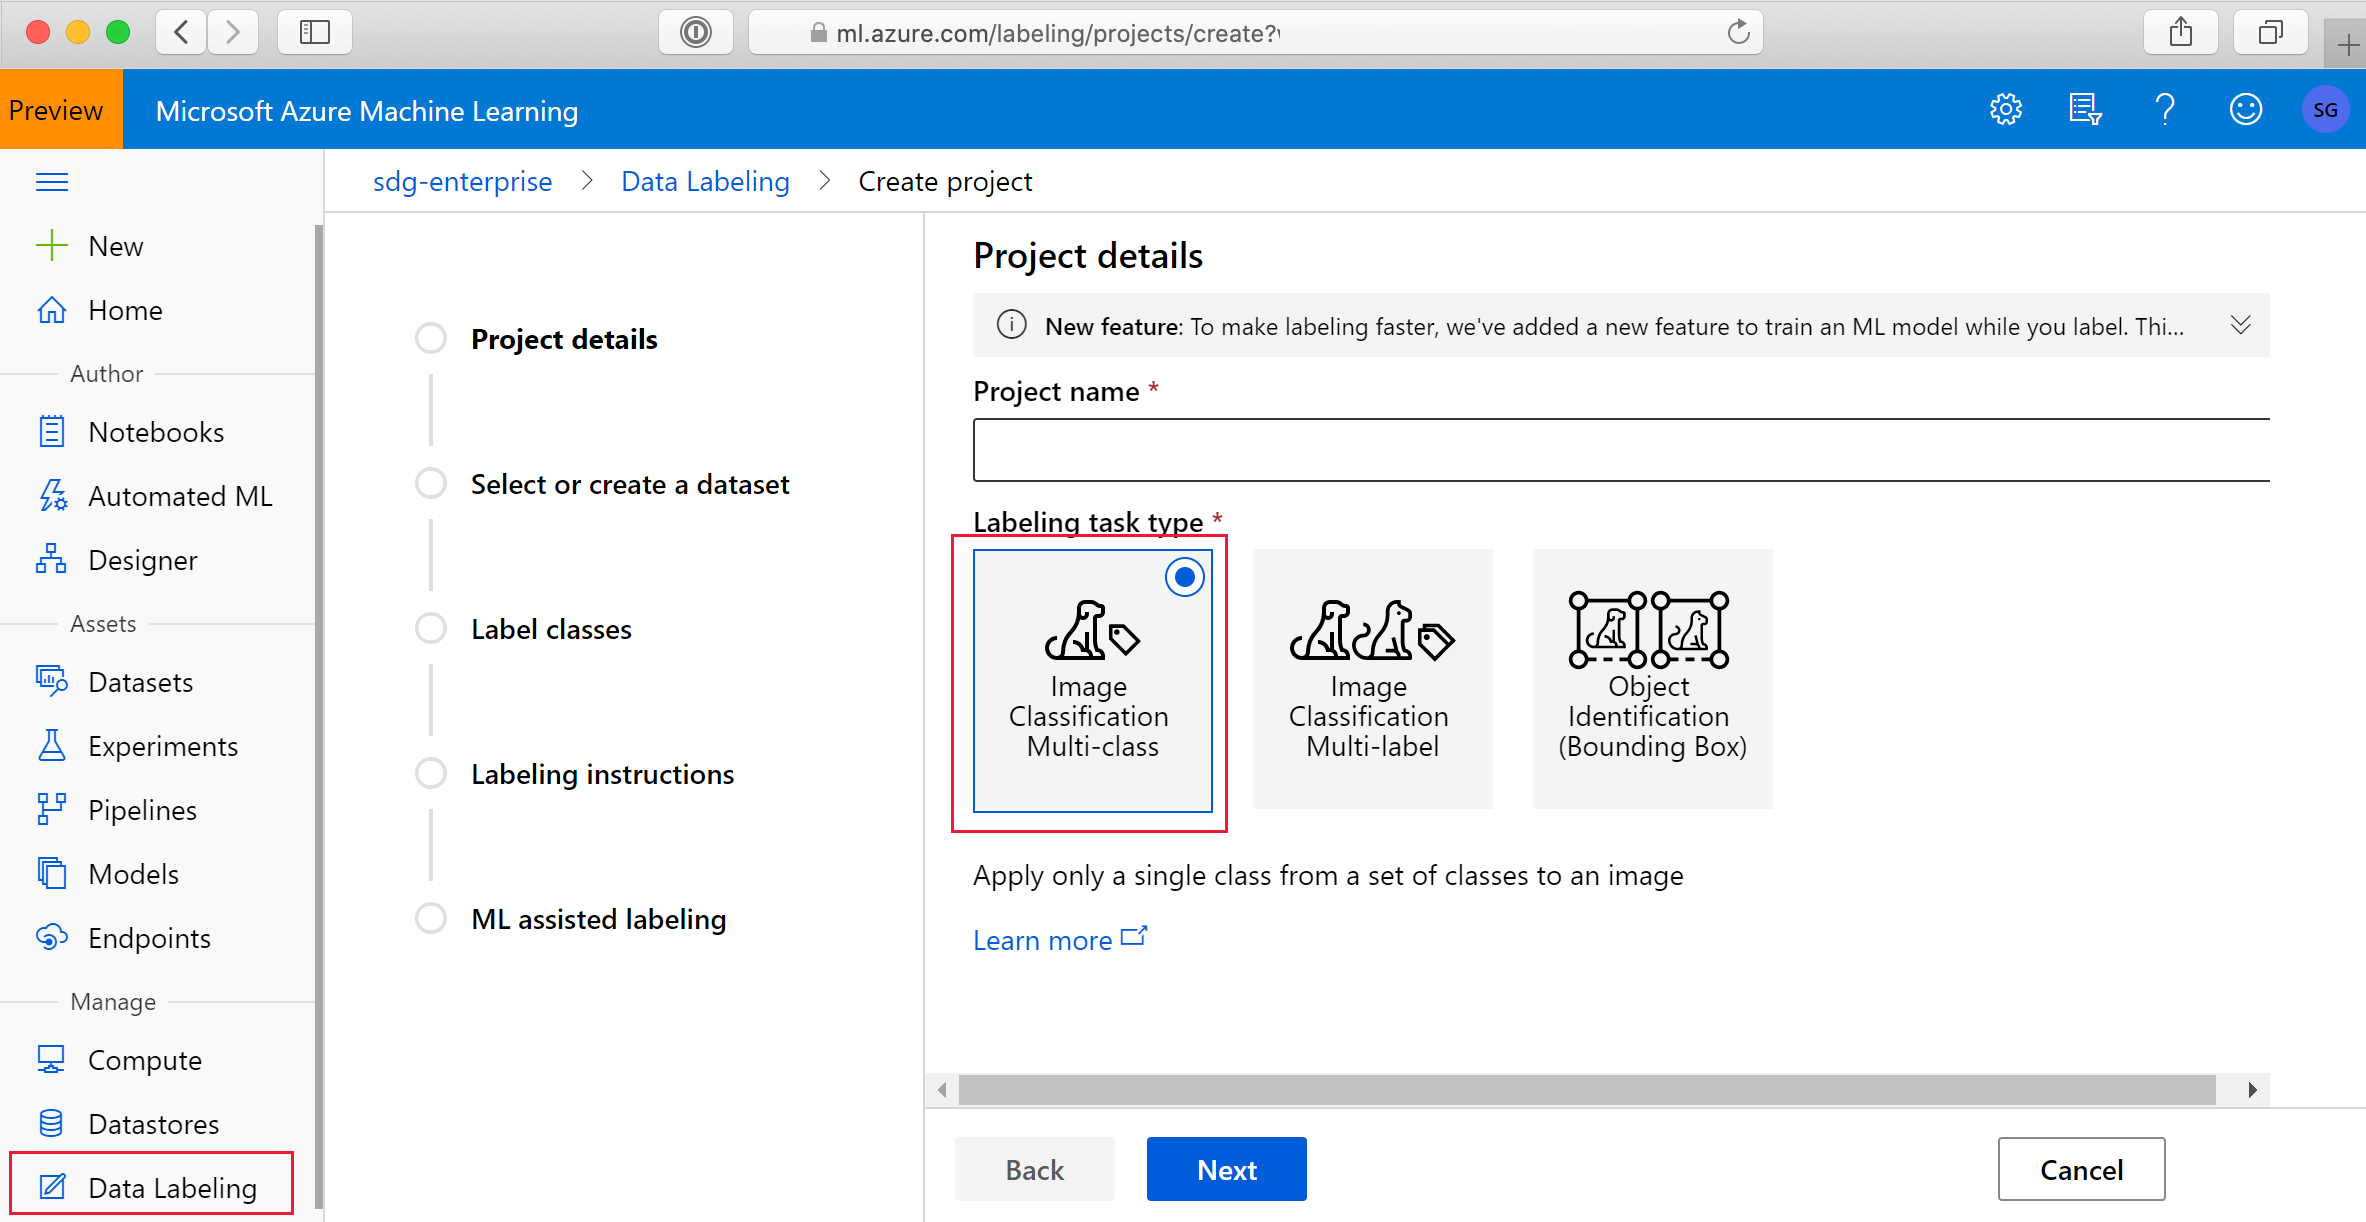 ml.azure.com/labeling/projects/create?
Preview
Microsoft Azure Machine Learning
SG
sdg-enterprise > Data Labeling > Create project
New
Home
Author
Notebooks
Automated ML
Designer
Assets
Datasets
Experiments
Pipelines
Models
Endpoints
Manage
Compute
Datastores
Data Labeling
Project details
Select or create a dataset
Label classes
Labeling instructions
ML assisted labeling
Project details
New feature: To make labeling faster, we've added a new feature to train an ML model while you label. Thi...
Project name *
Labeling task type *
Image
Classification
Multi-class
Image
Classification
Multi-label
Object
Identification
(Bounding Box)
Apply only a single class from a set of classes to an image
Learn more
Back
Next
Cancel